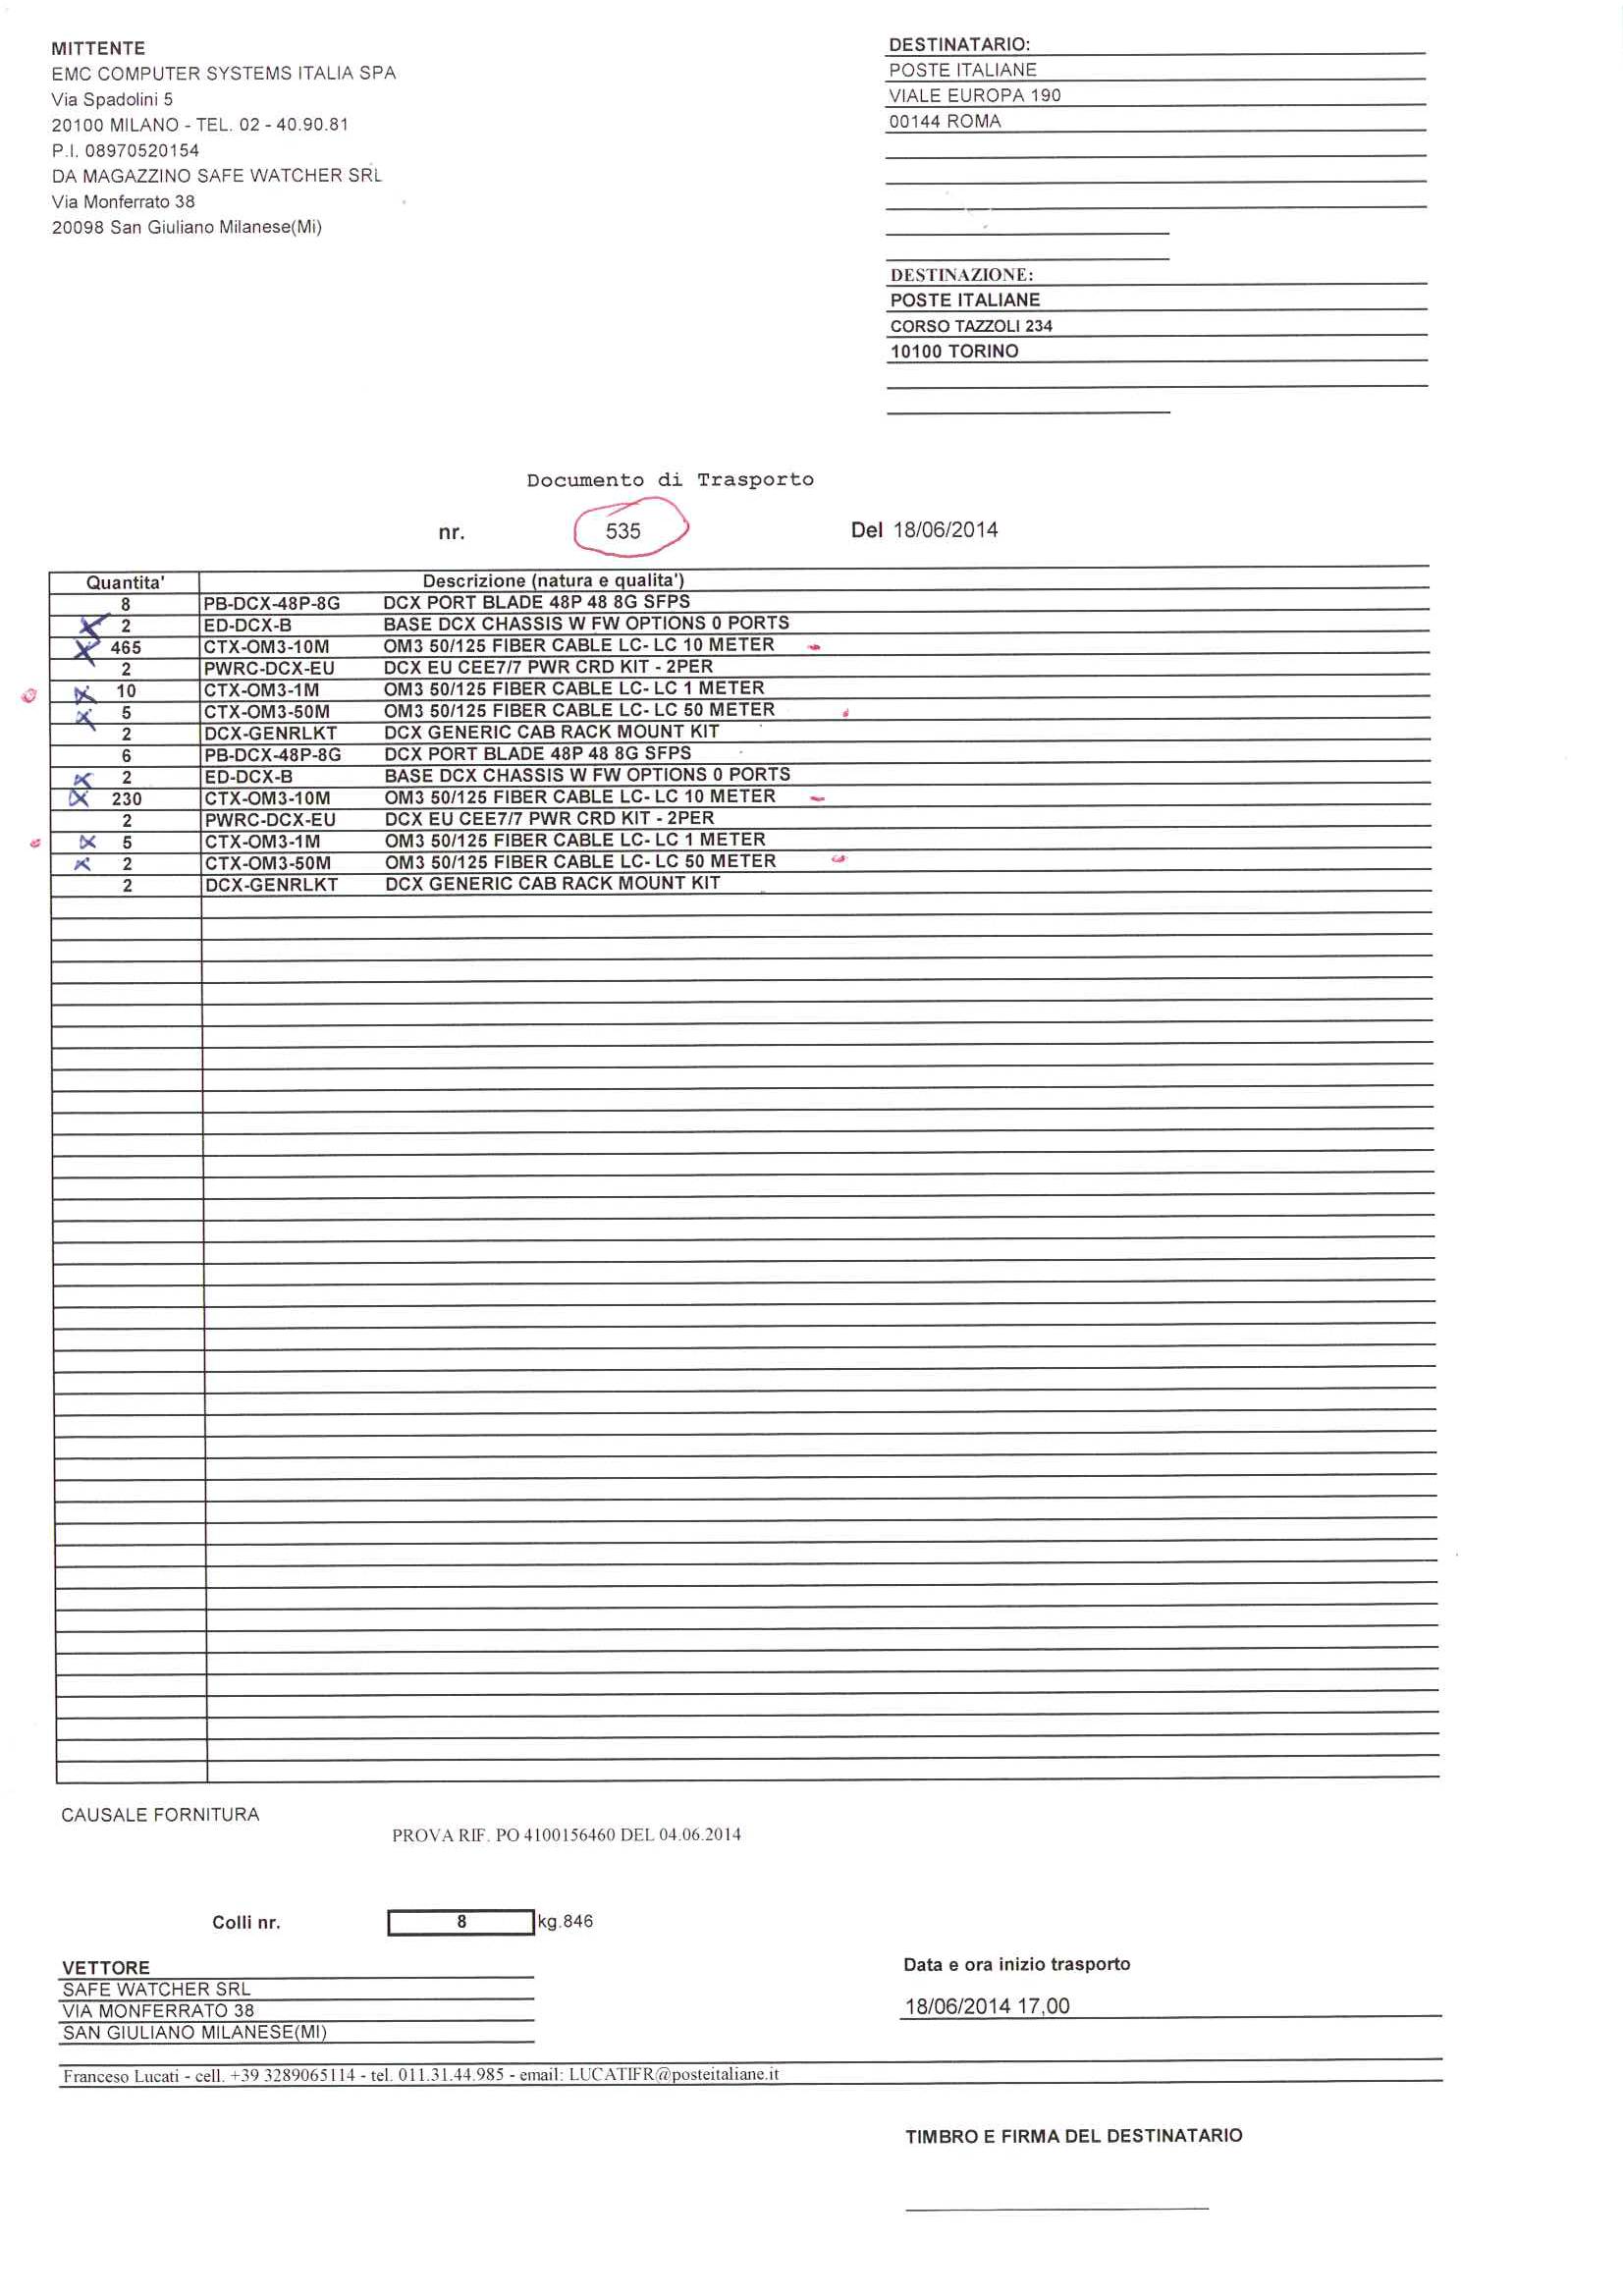 MITTENTE
EMC COMPUTER SYSTEMS ITALIA SPA
Via Spadolini 5
20100 MILANO - TEL. 02 - 40.90.81
P.I. 08970520154
DA MAGAZZINO SAFE WATCHER SRL
Via Monferrato 38
20098 San Giuliano Milanese(Mi)
DESTINATARIO:
POSTE ITALIANE
VIALE EUROPA 190
00144 ROMA
DESTINAZIONE:
POSTE ITALIANE
CORSO TAZZOLI 234
10100 TORINO
Documento di Trasporto
nr. 535 Del 18/06/2014
Quantita' Descrizione (natura e qualita')
8 PB-DCX-48P-8G DCX PORT BLADE 48P 48 8G SFPS
2 ED-DCX-B BASE DCX CHASSIS W FW OPTIONS 0 PORTS
465 CTX-OM3-10M OM3 50/125 FIBER CABLE LC- LC 10 METER
2 PWRC-DCX-EU DCX EU CEE7/7 PWR CRD KIT - 2PER
10 CTX-OM3-1M OM3 50/125 FIBER CABLE LC- LC 1 METER
5 CTX-OM3-50M OM3 50/125 FIBER CABLE LC- LC 50 METER
2 DCX-GENRLKT DCX GENERIC CAB RACK MOUNT KIT
6 PB-DCX-48P-8G DCX PORT BLADE 48P 48 8G SFPS
2 ED-DCX-B BASE DCX CHASSIS W FW OPTIONS 0 PORTS
230 CTX-OM3-10M OM3 50/125 FIBER CABLE LC- LC 10 METER
2 PWRC-DCX-EU DCX EU CEE7/7 PWR CRD KIT - 2PER
5 CTX-OM3-1M OM3 50/125 FIBER CABLE LC- LC 1 METER
2 CTX-OM3-50M OM3 50/125 FIBER CABLE LC- LC 50 METER
2 DCX-GENRLKT DCX GENERIC CAB RACK MOUNT KIT
CAUSALE FORNITURA
PROVA RIF. PO 4100156460 DEL 04.06.2014
Colli nr. 8 kg.846
VETTORE
SAFE WATCHER SRL
VIA MONFERRATO 38
SAN GIULIANO MILANESE(MI)
Data e ora inizio trasporto
18/06/2014 17,00
Franceso Lucati - cell. +39 3289065114 - tel. 011.31.44.985 - email: LUCATIFR@posteitaliane.it
TIMBRO E FIRMA DEL DESTINATARIO